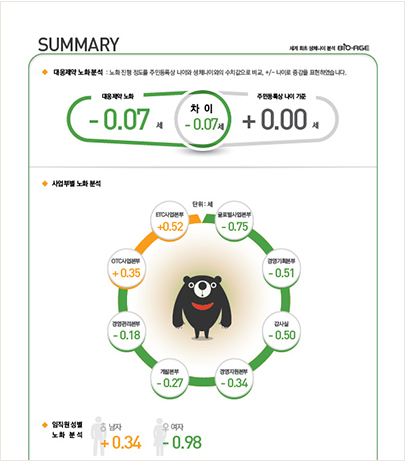 SUMMARY
세계 최초 생체나이 분석 BIO-AGE
대웅제약 노화분석 : 노화 진행 정도를 주민등록상 나이와 생체나이와의 수치값으로 비교, +/- 나이로 증감을 표현하였습니다.
대웅제약 노화
차 이
주민등록상 나이 기준
- 0.07 세
- 0.07세
+ 0.00 세
사업부별 노화 분석
단위 : 세
ETC사업본부
+0.52
글로벌사업본부
- 0.75
OTC사업본부
+ 0.35
경영기획본부
- 0.51
경영관리본부
- 0.18
감사실
- 0.50
개발본부
- 0.27
경영지원본부
- 0.34
임직원 성별
노화 분석
남자
+ 0.34
여자
- 0.98